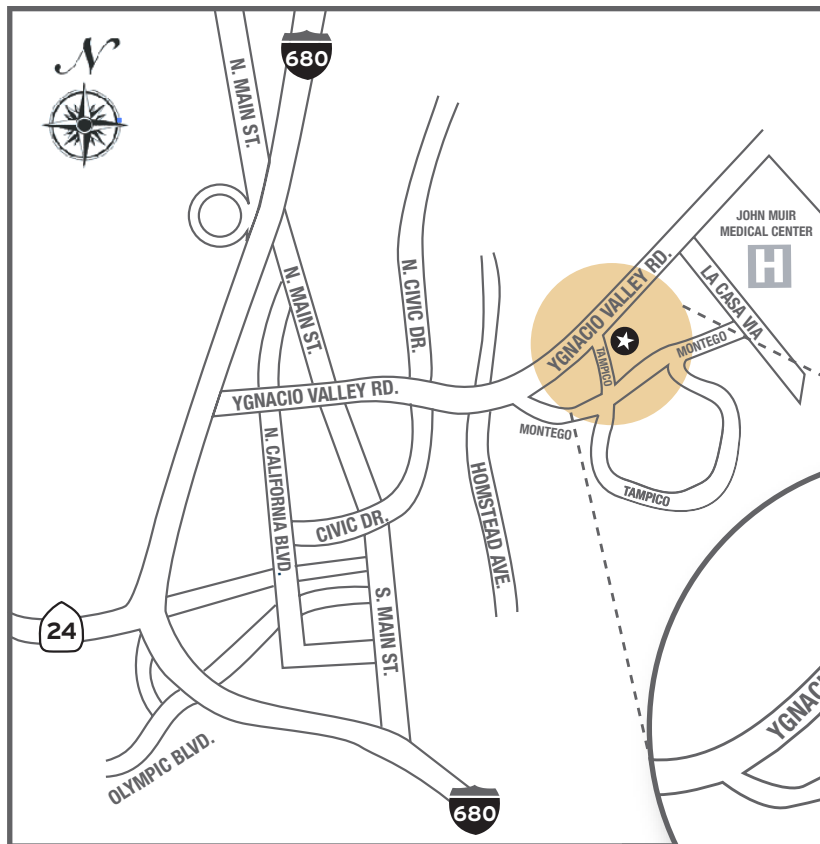 N
680
N. MAIN ST.
JOHN MUIR
MEDICAL CENTER
H
N. MAIN ST.
N. CIVIC DR.
YGNACIO VALLEY RD.
LA CASA VIA
TAMPICO
MONTEGO
YGNACIO VALLEY RD.
MONTEGO
N. CALIFORNIA BLVD.
HOMSTEAD AVE.
TAMPICO
CIVIC DR.
S. MAIN ST.
24
OLYMPIC BLVD.
YGNACI
680